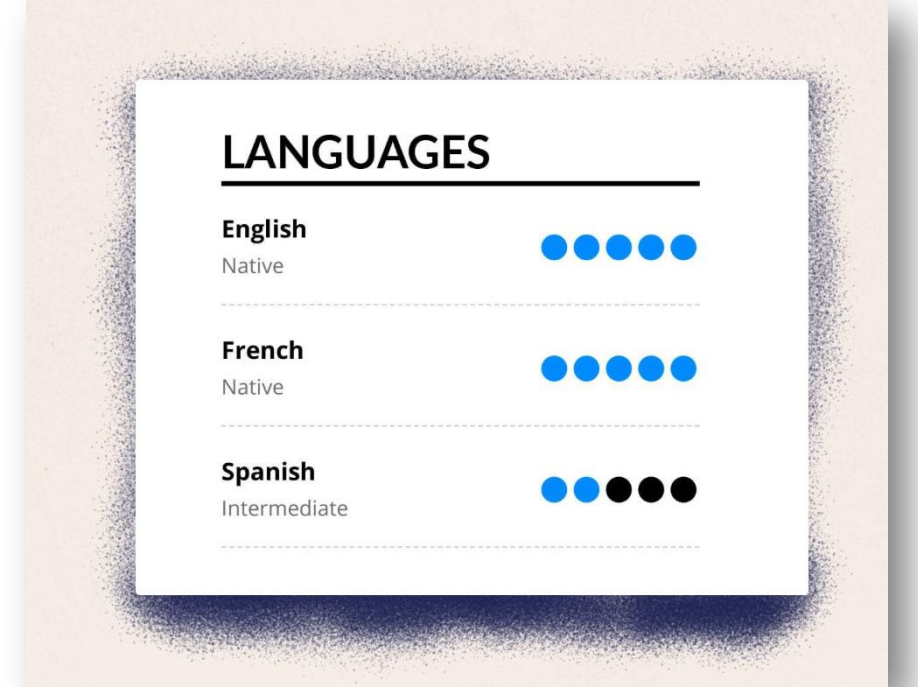 LANGUAGES
English
Native
French
Native
Spanish
Intermediate